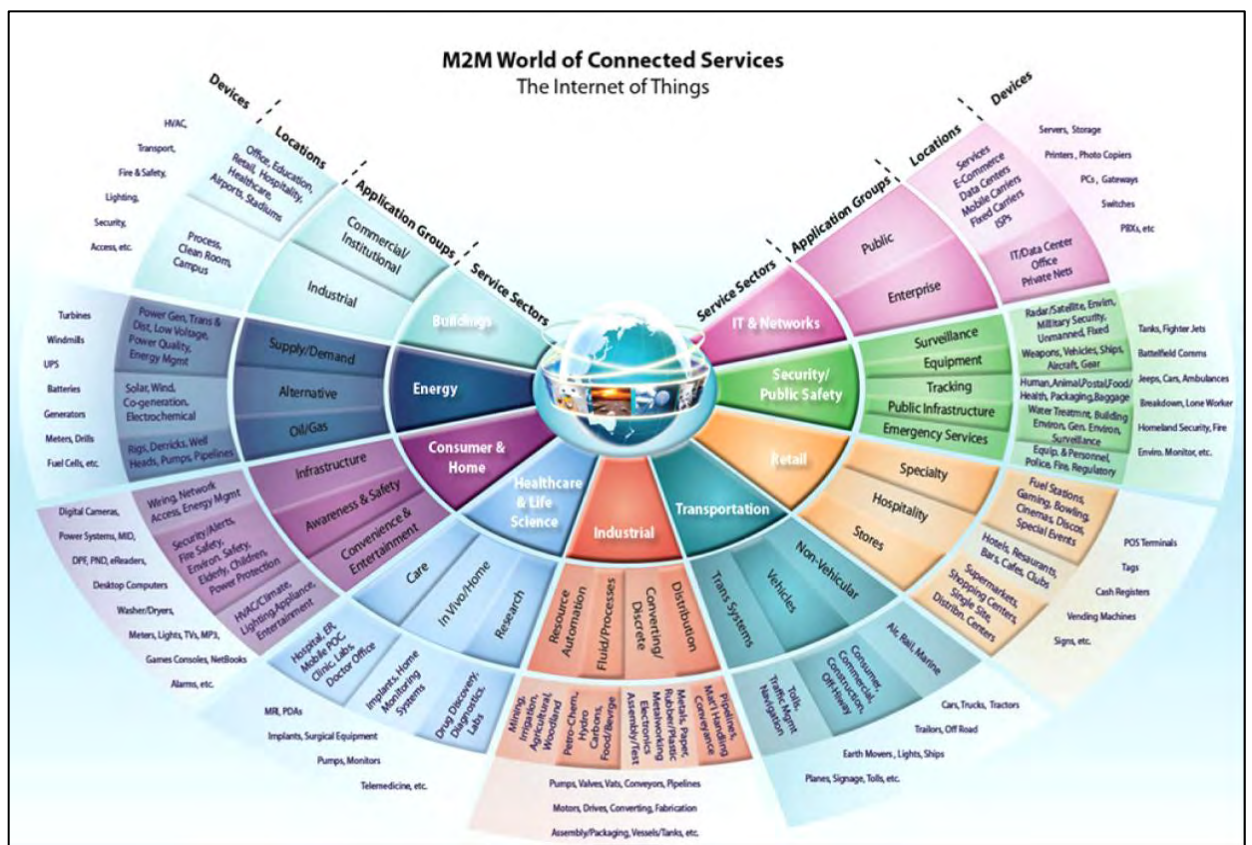 M2M World of Connected Services
The Internet of Things
Devices
Locations
Application Groups
Service Sectors
Service Sectors
Application Groups
Locations
Devices
HVAC,
Transport,
Fire & Safety,
Lighting,
Security,
Access, etc.
Office, Education,
Retail, Hospitality,
Healthcare,
Airports, Stadiums
Process,
Clean Room,
Campus
Commercial/
Institutional
Industrial
Buildings
Turbines
Windmills
UPS
Batteries
Generators
Meters, Drills
Fuel Cells, etc.
Power Gen, Trans &
Dist, Low Voltage,
Power Quality,
Energy Mgmt
Solar, Wind,
Co-generation,
Electrochemical
Rigs, Derricks, Well
Heads, Pumps, Pipelines
Supply/Demand
Alternative
Oil/Gas
Energy
Digital Cameras,
Power Systems, MID,
DPF, PND, eReaders,
Desktop Computers
Washer/Dryers,
Meters, Lights, TVs, MP3,
Games Consoles, NetBooks
Alarms, etc.
Wiring, Network
Access, Energy Mgmt
Security/Alerts,
Fire Safety,
Environ. Safety,
Elderly, Children,
Power Protection
HVAC/Climate,
Lighting,Appliance,
Entertainment
Infrastructure
Awareness & Safety
Convenience &
Entertainment
Consumer &
Home
MRI, PDAs
Implants, Surgical Equipment
Pumps, Monitors
Telemedicine, etc.
Hospital, ER,
Mobile POC,
Clinic, Labs,
Doctor Office
Implants, Home
Monitoring
Systems
Drug Discovery,
Diagnostics,
Labs
Care
In Vivo/Home
Research
Healthcare
& Life
Science
Industrial
Resource
Automation
Fluid/Processes
Converting/
Discrete
Distribution
Mining,
Irrigation,
Agricultural,
Woodland
Petro-Chem,
Hydro
Carbons,
Food/Bevrge
Metals, Paper,
Rubber/Plastic
Metalworking
Electronics
Assembly/Test
Pipelines,
Mat'l Handling
Conveyance
Pumps, Valves, Vats, Conveyors, Pipelines
Motors, Drives, Converting, Fabrication
Assembly/Packaging, Vessels/Tanks, etc.
Transportation
Trans Systems
Vehicles
Non-Vehicular
Tolls,
Traffic Mgmt
Navigation
Consumer,
Commercial,
Construction,
Off-Hiway
Air, Rail, Marine
Cars, Trucks, Tractors
Trailors, Off Road
Earth Movers , Lights, Ships
Planes, Signage, Tolls, etc.
Retail
Specialty
Hospitality
Stores
Fuel Stations,
Gaming, Bowling,
Cinemas, Discos,
Special Events
Hotels, Resaurants,
Bars, Cafes, Clubs
Supermarkets,
Shopping Centers,
Single Site,
Distribn. Centers
POS Terminals
Tags
Cash Registers
Vending Machines
Signs, etc.
Security/
Public Safety
Surveillance
Equipment
Tracking
Public Infrastructure
Emergency Services
Radar/Satellite, Envirn,
Military Security,
Unmanned, Fixed
Weapons, Vehicles, Ships,
Aircraft, Gear
Human,Animal,Postal,Food/
Health, Packaging,Baggage
Water Treatmnt, Building
Environ. Gen. Environ,
Surveillance
Equip. & Personnel,
Police, Fire, Regulatory
Tanks, Fighter Jets
Battelfield Comms
Jeeps, Cars, Ambulances
Breakdown, Lone Worker
Homeland Security, Fire
Enviro. Monitor, etc.
IT & Networks
Public
Enterprise
Services
E-Commerce
Data Centers
Mobile Carriers
Fixed Carriers
ISPs
IT/Data Center
Office
Private Nets
Servers, Storage
Printers , Photo Copiers
PCs , Gateways
Switches
PBXs, etc